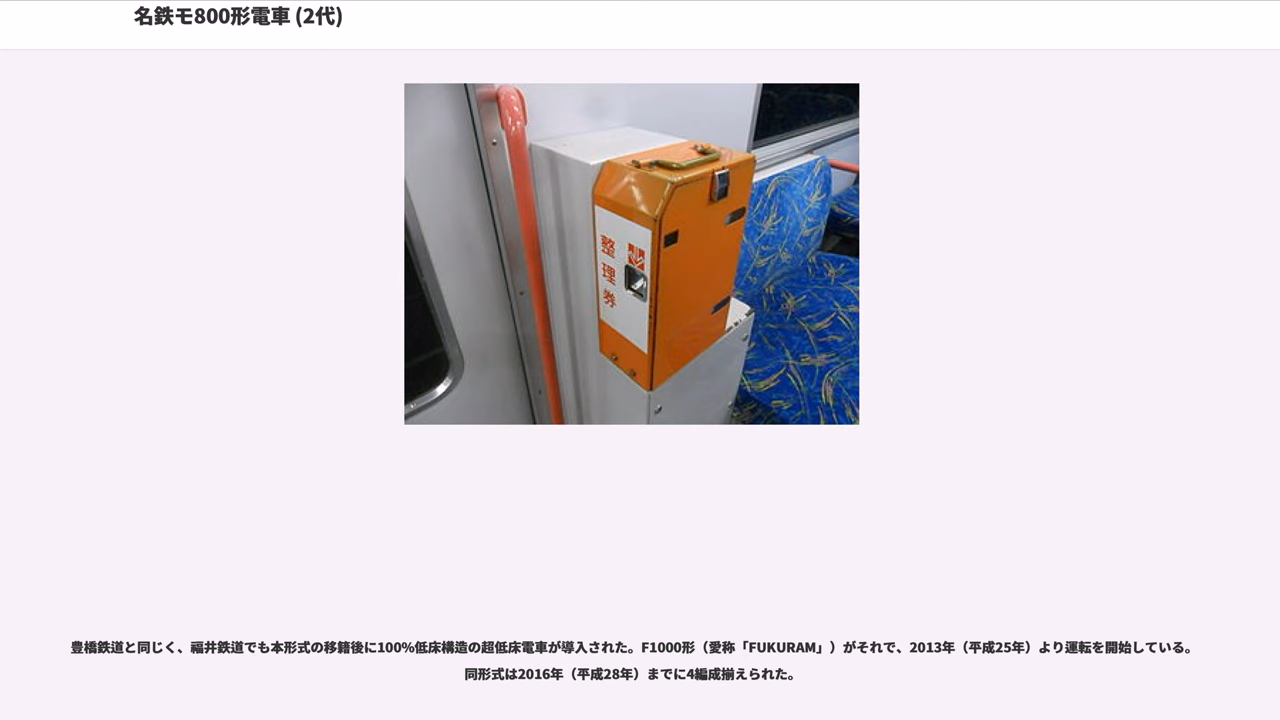 名鉄モ800形電車 (2代)
整理券
豊橋鉄道と同じく、福井鉄道でも本形式の移籍後に100%低床構造の超低床電車が導入された。F1000形（愛称「FUKURAM」）がそれで、2013年（平成25年）より運転を開始している。
同形式は2016年（平成28年）までに4編成揃えられた。